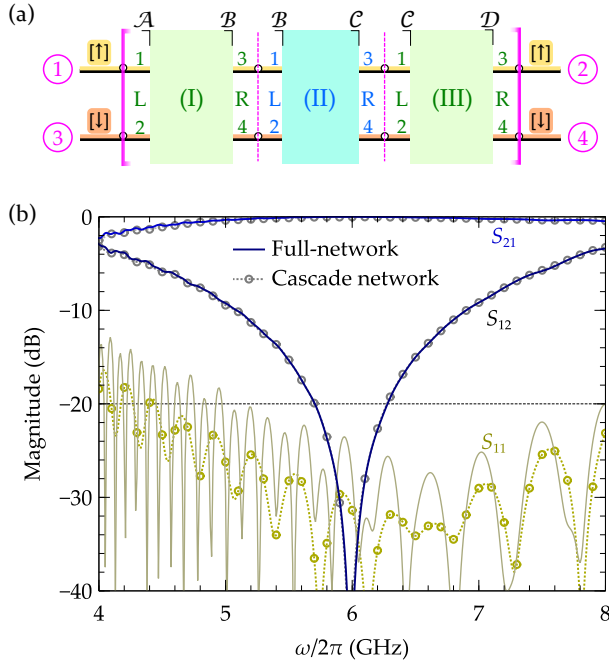 (a)
𝒜 ℬ ℬ 𝒞 𝒞 𝒟
[↑] 1 3 1 3 1 3 [↑]
① ②
L (I) R L (II) R L (III) R
[↓] 2 4 2 4 2 4 [↓]
③ ④
(b)
0
−10
−20
−30
−40
Magnitude (dB)
S₂₁
Full-network
Cascade network
S₁₂
S₁₁
4 5 6 7 8
ω/2π (GHz)